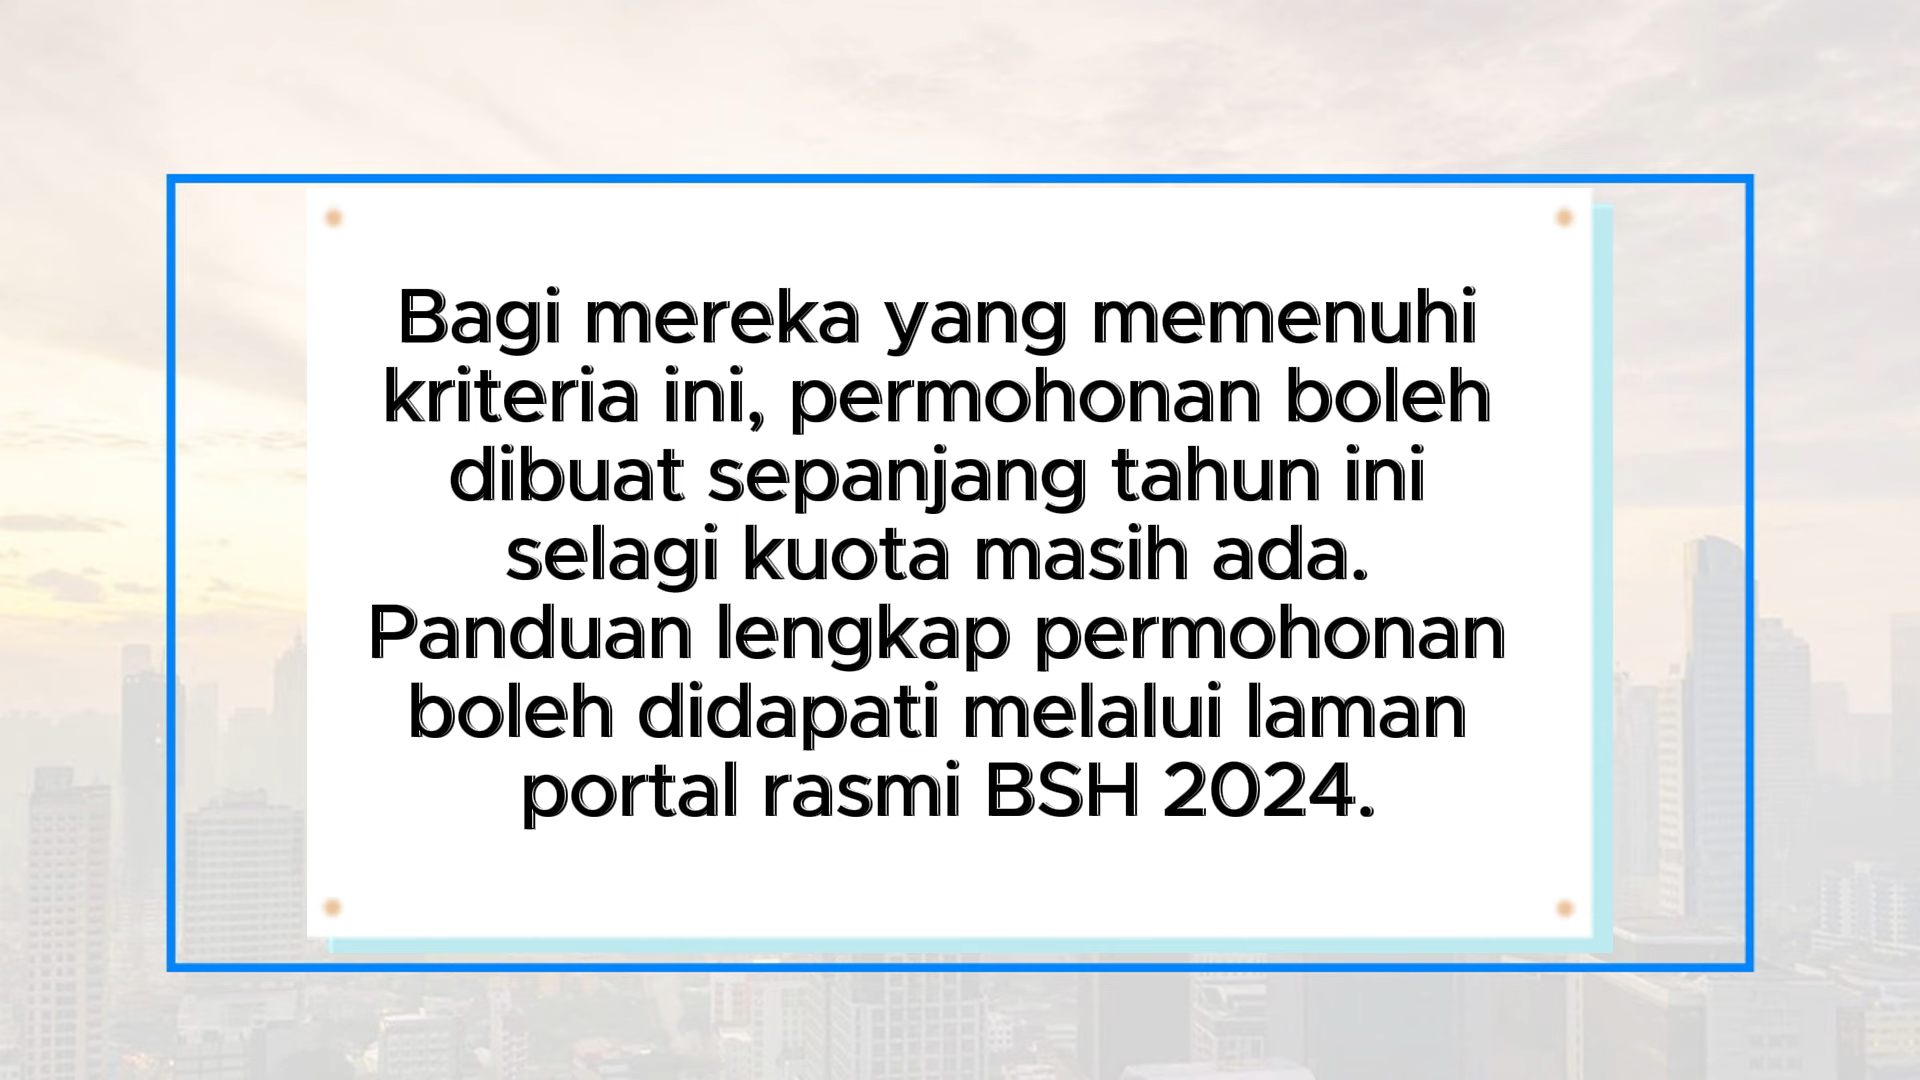 Bagi mereka yang memenuhi
kriteria ini, permohonan boleh
dibuat sepanjang tahun ini
selagi kuota masih ada.
Panduan lengkap permohonan
boleh didapati melalui laman
portal rasmi BSH 2024.